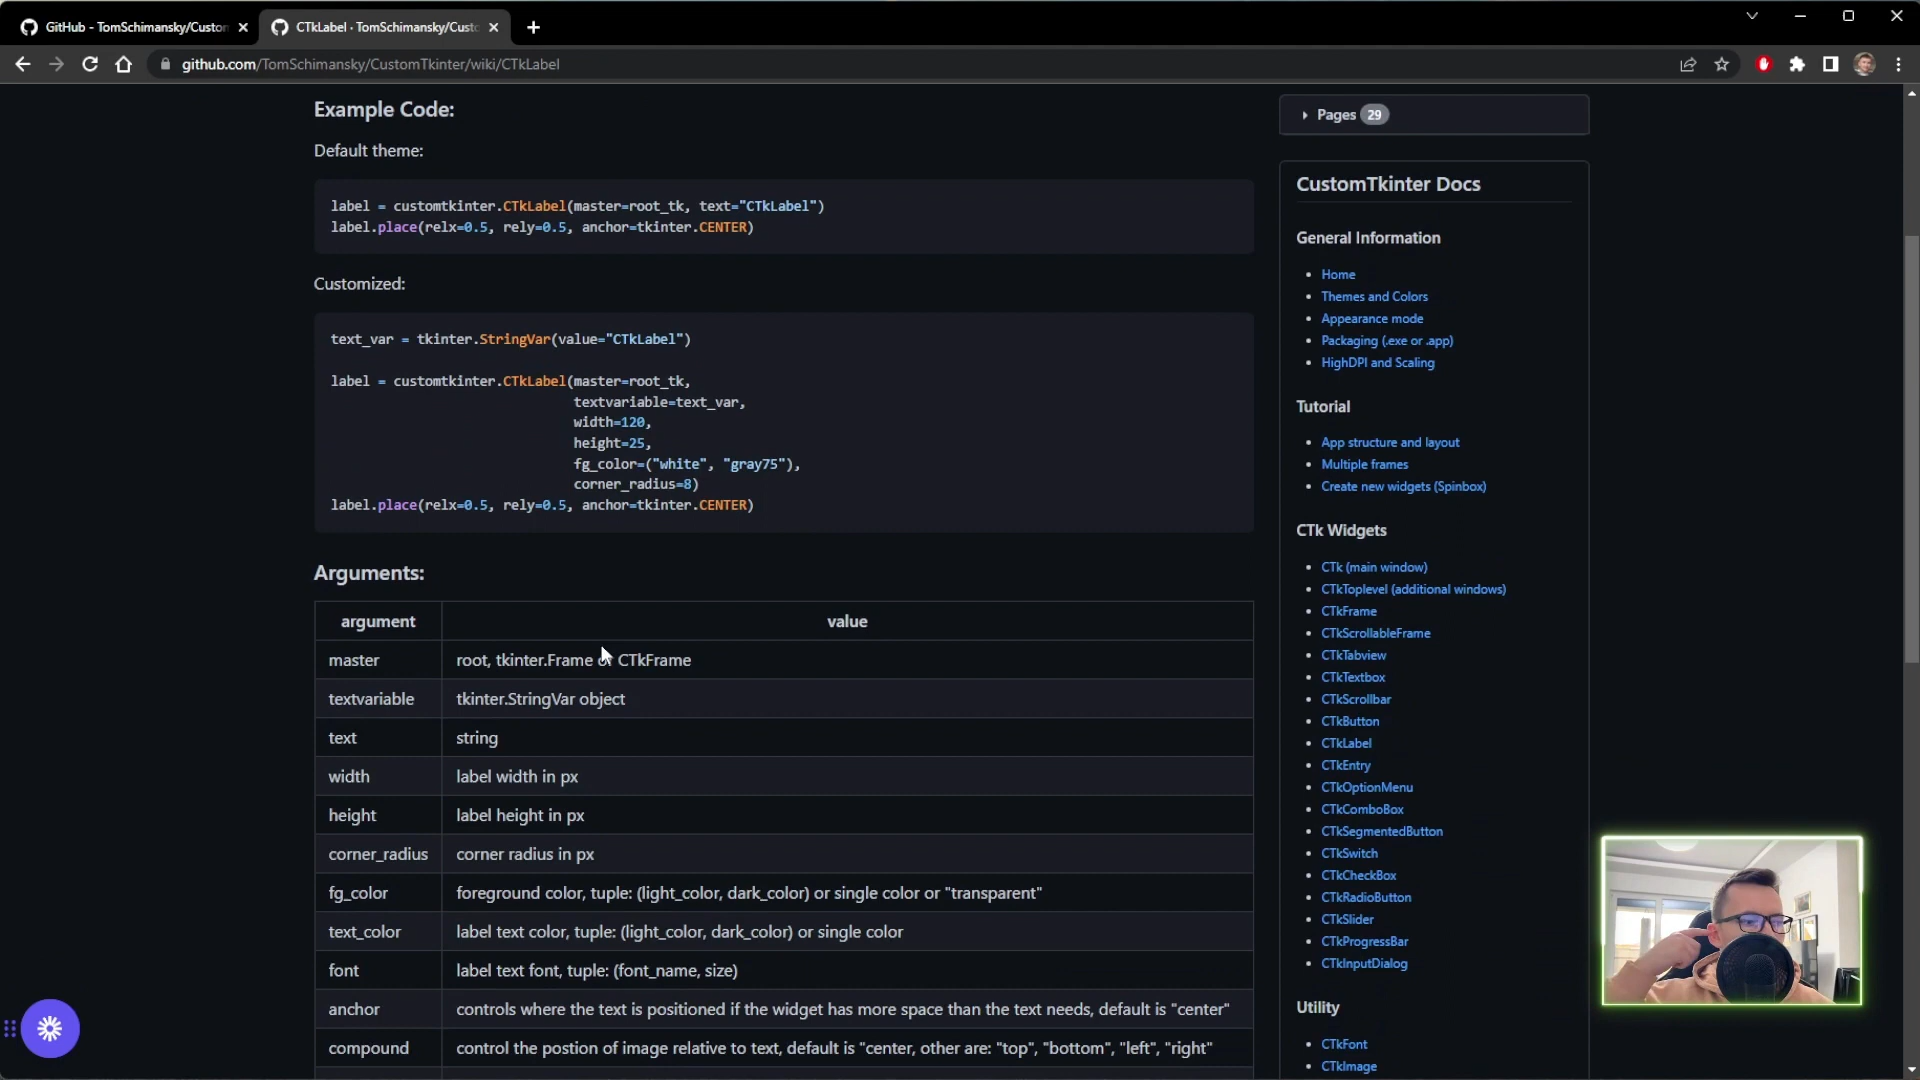 GitHub - TomSchimansky/Custom
CTkLabel · TomSchimansky/Custo
github.com/TomSchimansky/CustomTkinter/wiki/CTkLabel
Example Code:
Default theme:
label = customtkinter.CTkLabel(master=root_tk, text="CTkLabel")
label.place(relx=0.5, rely=0.5, anchor=tkinter.CENTER)
Customized:
text_var = tkinter.StringVar(value="CTkLabel")
label = customtkinter.CTkLabel(master=root_tk,
textvariable=text_var,
width=120,
height=25,
fg_color=("white", "gray75"),
corner_radius=8)
label.place(relx=0.5, rely=0.5, anchor=tkinter.CENTER)
Arguments:
argument value
master root, tkinter.Frame or CTkFrame
textvariable tkinter.StringVar object
text string
width label width in px
height label height in px
corner_radius corner radius in px
fg_color foreground color, tuple: (light_color, dark_color) or single color or "transparent"
text_color label text color, tuple: (light_color, dark_color) or single color
font label text font, tuple: (font_name, size)
anchor controls where the text is positioned if the widget has more space than the text needs, default is "center"
compound control the postion of image relative to text, default is "center, other are: "top", "bottom", "left", "right"
Pages 29
CustomTkinter Docs
General Information
Home
Themes and Colors
Appearance mode
Packaging (.exe or .app)
HighDPI and Scaling
Tutorial
App structure and layout
Multiple frames
Create new widgets (Spinbox)
CTk Widgets
CTk (main window)
CTkToplevel (additional windows)
CTkFrame
CTkScrollableFrame
CTkTabview
CTkTextbox
CTkScrollbar
CTkButton
CTkLabel
CTkEntry
CTkOptionMenu
CTkComboBox
CTkSegmentedButton
CTkSwitch
CTkCheckBox
CTkRadioButton
CTkSlider
CTkProgressBar
CTkInputDialog
Utility
CTkFont
CTkImage